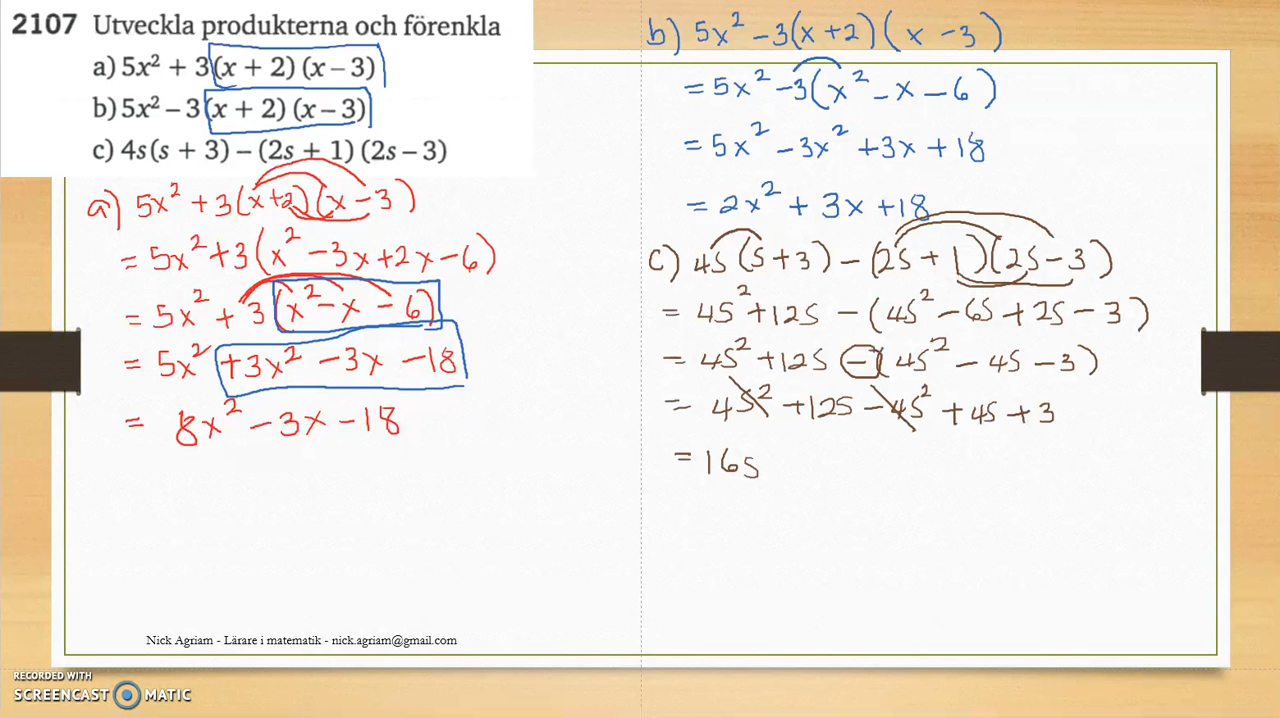 2107 Utveckla produkterna och förenkla
a) 5x² + 3(x + 2) (x – 3)
b) 5x² – 3(x + 2) (x – 3)
c) 4s(s + 3) – (2s + 1) (2s – 3)
a) 5x² + 3(x+2)(x – 3)
= 5x² + 3(x² – 3x + 2x – 6)
= 5x² + 3(x² – x – 6)
= 5x² + 3x² – 3x – 18
= 8x² – 3x – 18
b) 5x² – 3(x + 2)(x – 3)
= 5x² – 3(x² – x – 6)
= 5x² – 3x² + 3x + 18
= 2x² + 3x + 18
c) 4s(s + 3) – (2s + 1)(2s – 3)
= 4s² + 12s – (4s² – 6s + 2s – 3)
= 4s² + 12s – (4s² – 4s – 3)
= 4s² + 12s – 4s² + 4s + 3
= 16s
Nick Agriam - Lärare i matematik - nick.agriam@gmail.com
RECORDED WITH
SCREENCAST MATIC